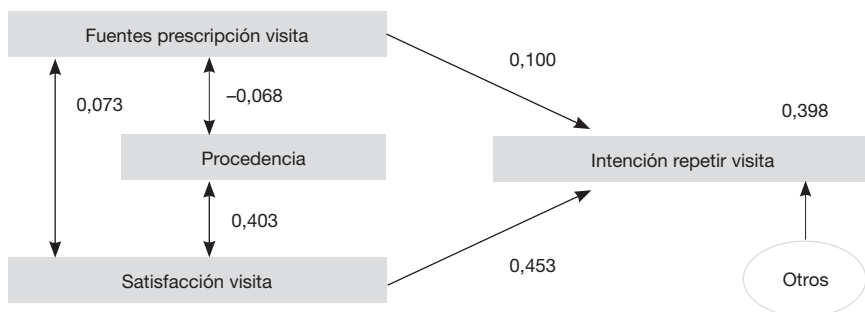 Fuentes prescripción visita
0,100
0,073
–0,068
0,398
Procedencia
Intención repetir visita
0,403
Satisfacción visita
0,453
Otros